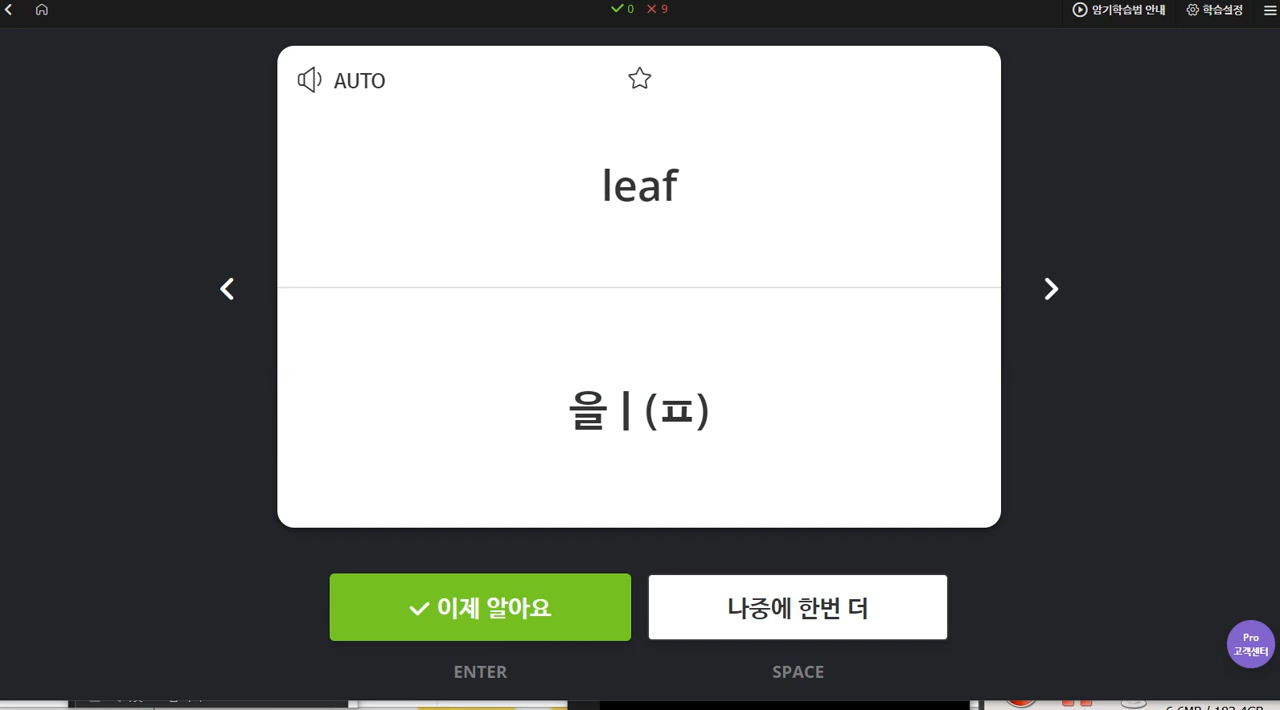 0 9 암기학습법 안내 학습설정
AUTO
leaf
을ㅣ(ㅍ)
이제 알아요
나중에 한번 더
ENTER
SPACE
Pro
고객센터